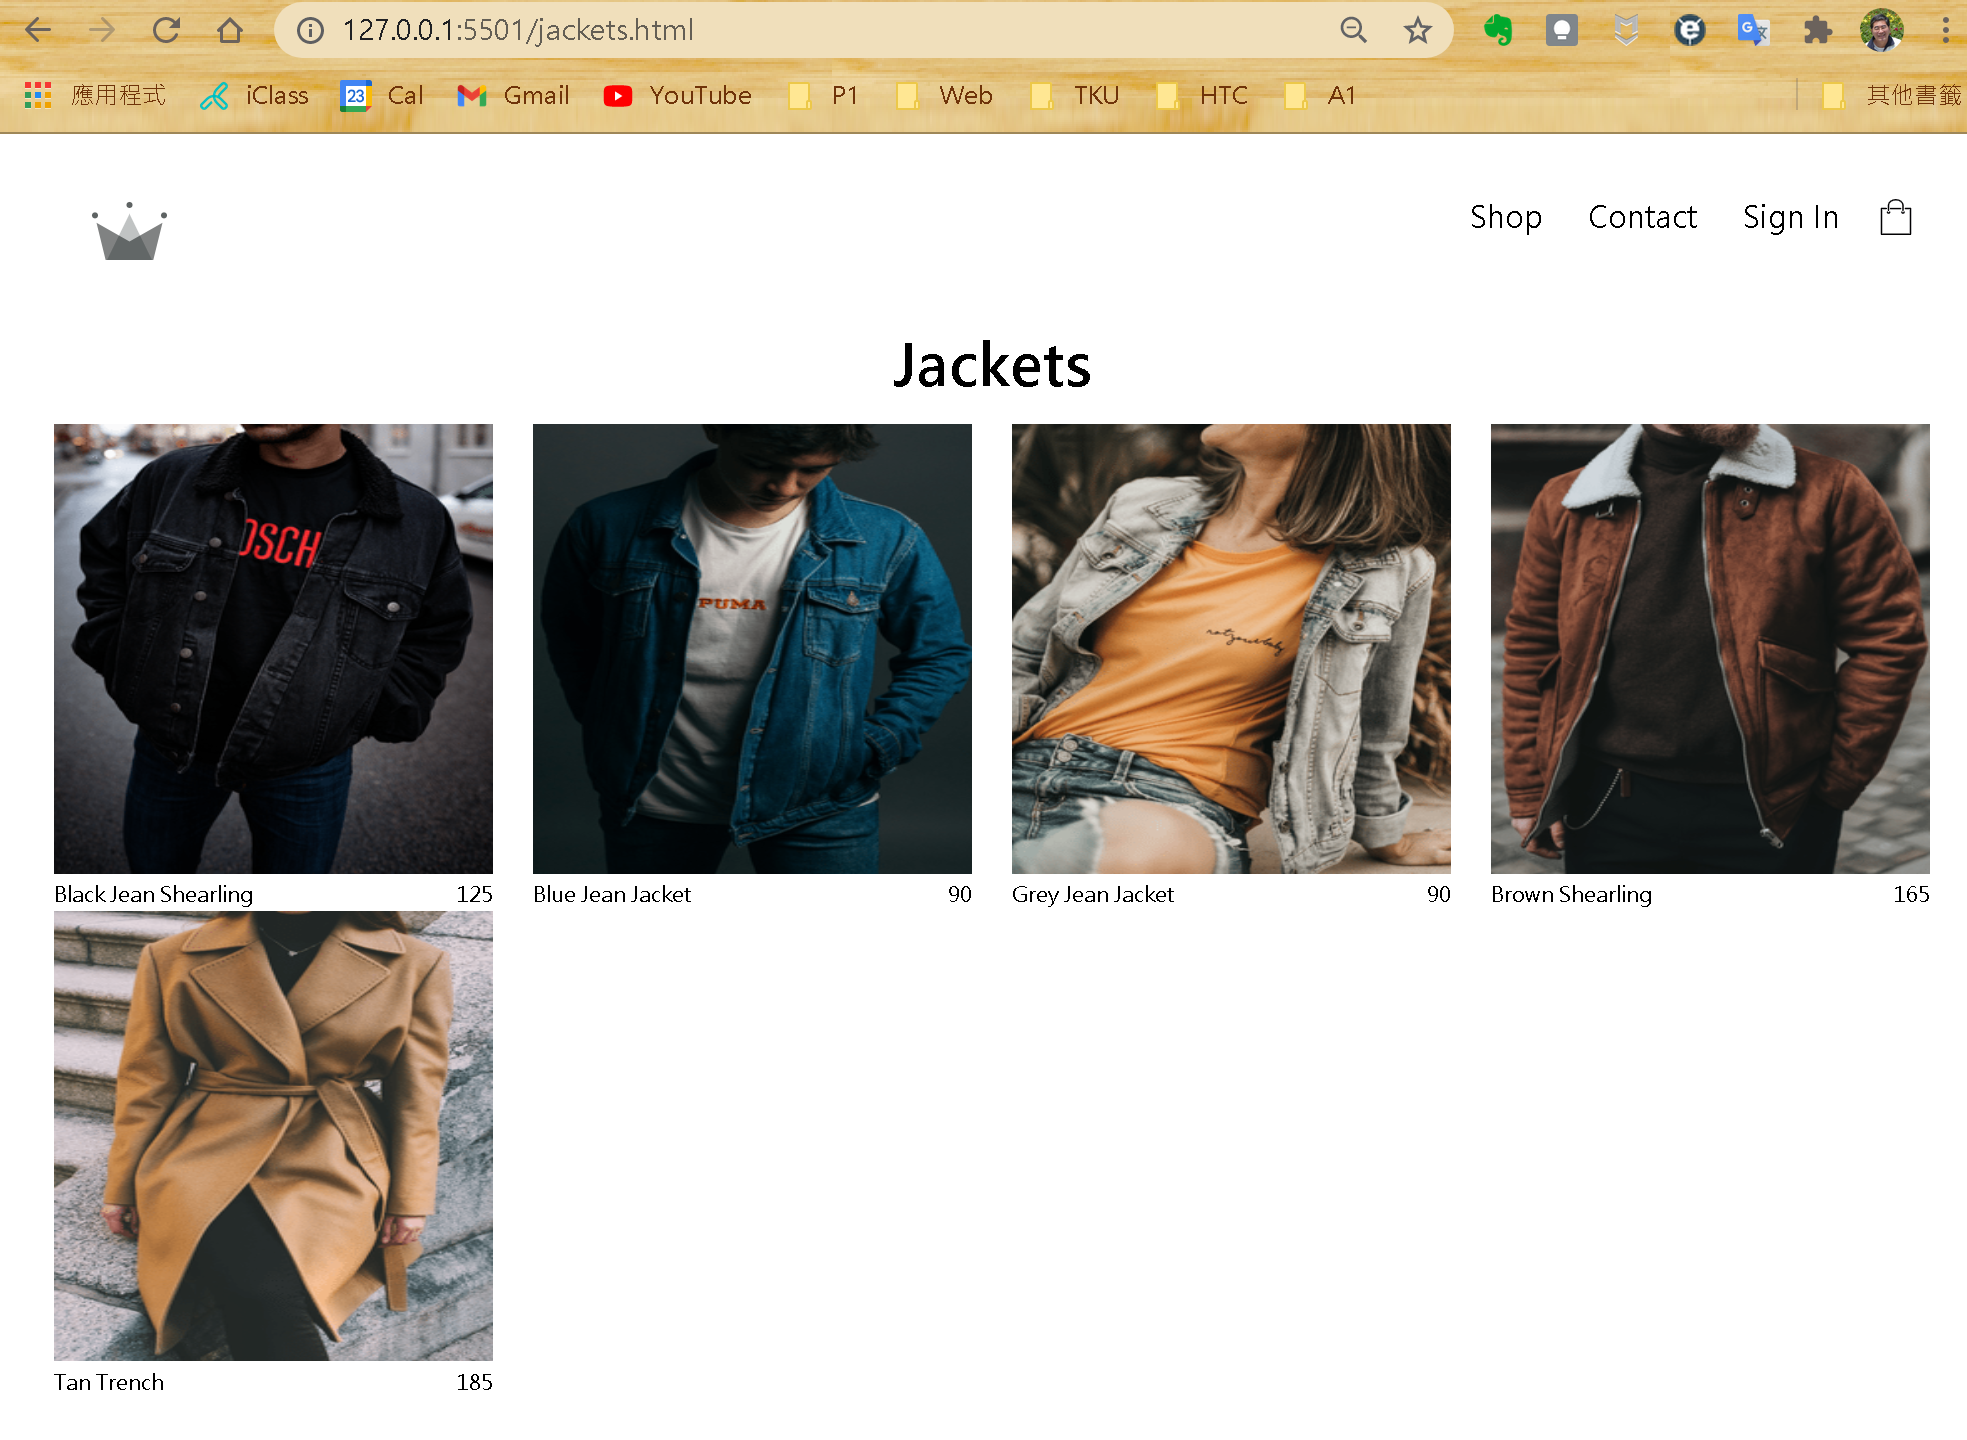 127.0.0.1:5501/jackets.html
應用程式 iClass 23 Cal Gmail YouTube P1 Web TKU HTC A1 其他書籤
Shop Contact Sign In
Jackets
OSCH
PUMA
notyourbaby
Black Jean Shearling 125
Blue Jean Jacket 90
Grey Jean Jacket 90
Brown Shearling 165
Tan Trench 185